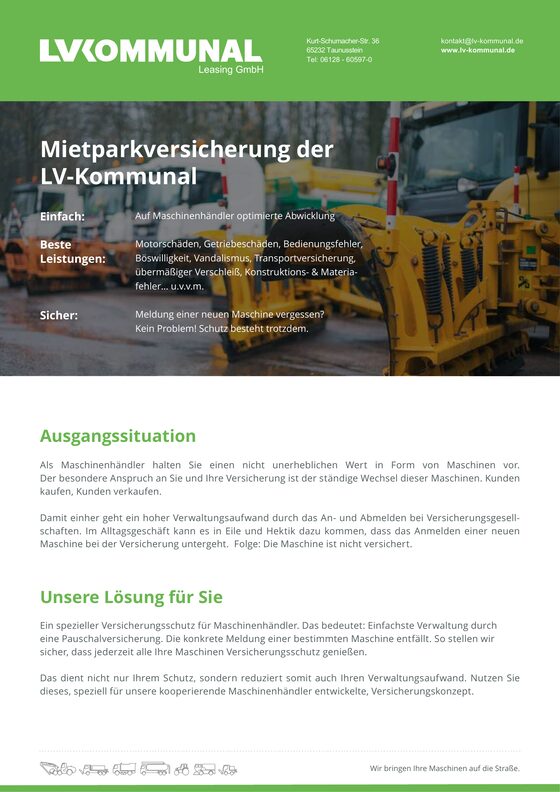 LVKOMMUNAL
Leasing GmbH
Kurt-Schumacher-Str. 36
65232 Taunusstein
Tel: 06128 - 60597-0
kontakt@lv-kommunal.de
www.lv-kommunal.de
Mietparkversicherung der
LV-Kommunal
Einfach:
Auf Maschinenhändler optimierte Abwicklung
Beste
Leistungen:
Motorschäden, Getriebeschäden, Bedienungsfehler,
Böswilligkeit, Vandalismus, Transportversicherung,
übermäßiger Verschleiß, Konstruktions- & Materia-
fehler... u.v.v.m.
Sicher:
Meldung einer neuen Maschine vergessen?
Kein Problem! Schutz besteht trotzdem.
Ausgangssituation
Als Maschinenhändler halten Sie einen nicht unerheblichen Wert in Form von Maschinen vor.
Der besondere Anspruch an Sie und Ihre Versicherung ist der ständige Wechsel dieser Maschinen. Kunden
kaufen, Kunden verkaufen.
Damit einher geht ein hoher Verwaltungsaufwand durch das An- und Abmelden bei Versicherungsgesell-
schaften. Im Alltagsgeschäft kann es in Eile und Hektik dazu kommen, dass das Anmelden einer neuen
Maschine bei der Versicherung untergeht. Folge: Die Maschine ist nicht versichert.
Unsere Lösung für Sie
Ein spezieller Versicherungsschutz für Maschinenhändler. Das bedeutet: Einfachste Verwaltung durch
eine Pauschalversicherung. Die konkrete Meldung einer bestimmten Maschine entfällt. So stellen wir
sicher, dass jederzeit alle Ihre Maschinen Versicherungsschutz genießen.
Das dient nicht nur Ihrem Schutz, sondern reduziert somit auch Ihren Verwaltungsaufwand. Nutzen Sie
dieses, speziell für unsere kooperierende Maschinenhändler entwickelte, Versicherungskonzept.
Wir bringen Ihre Maschinen auf die Straße.